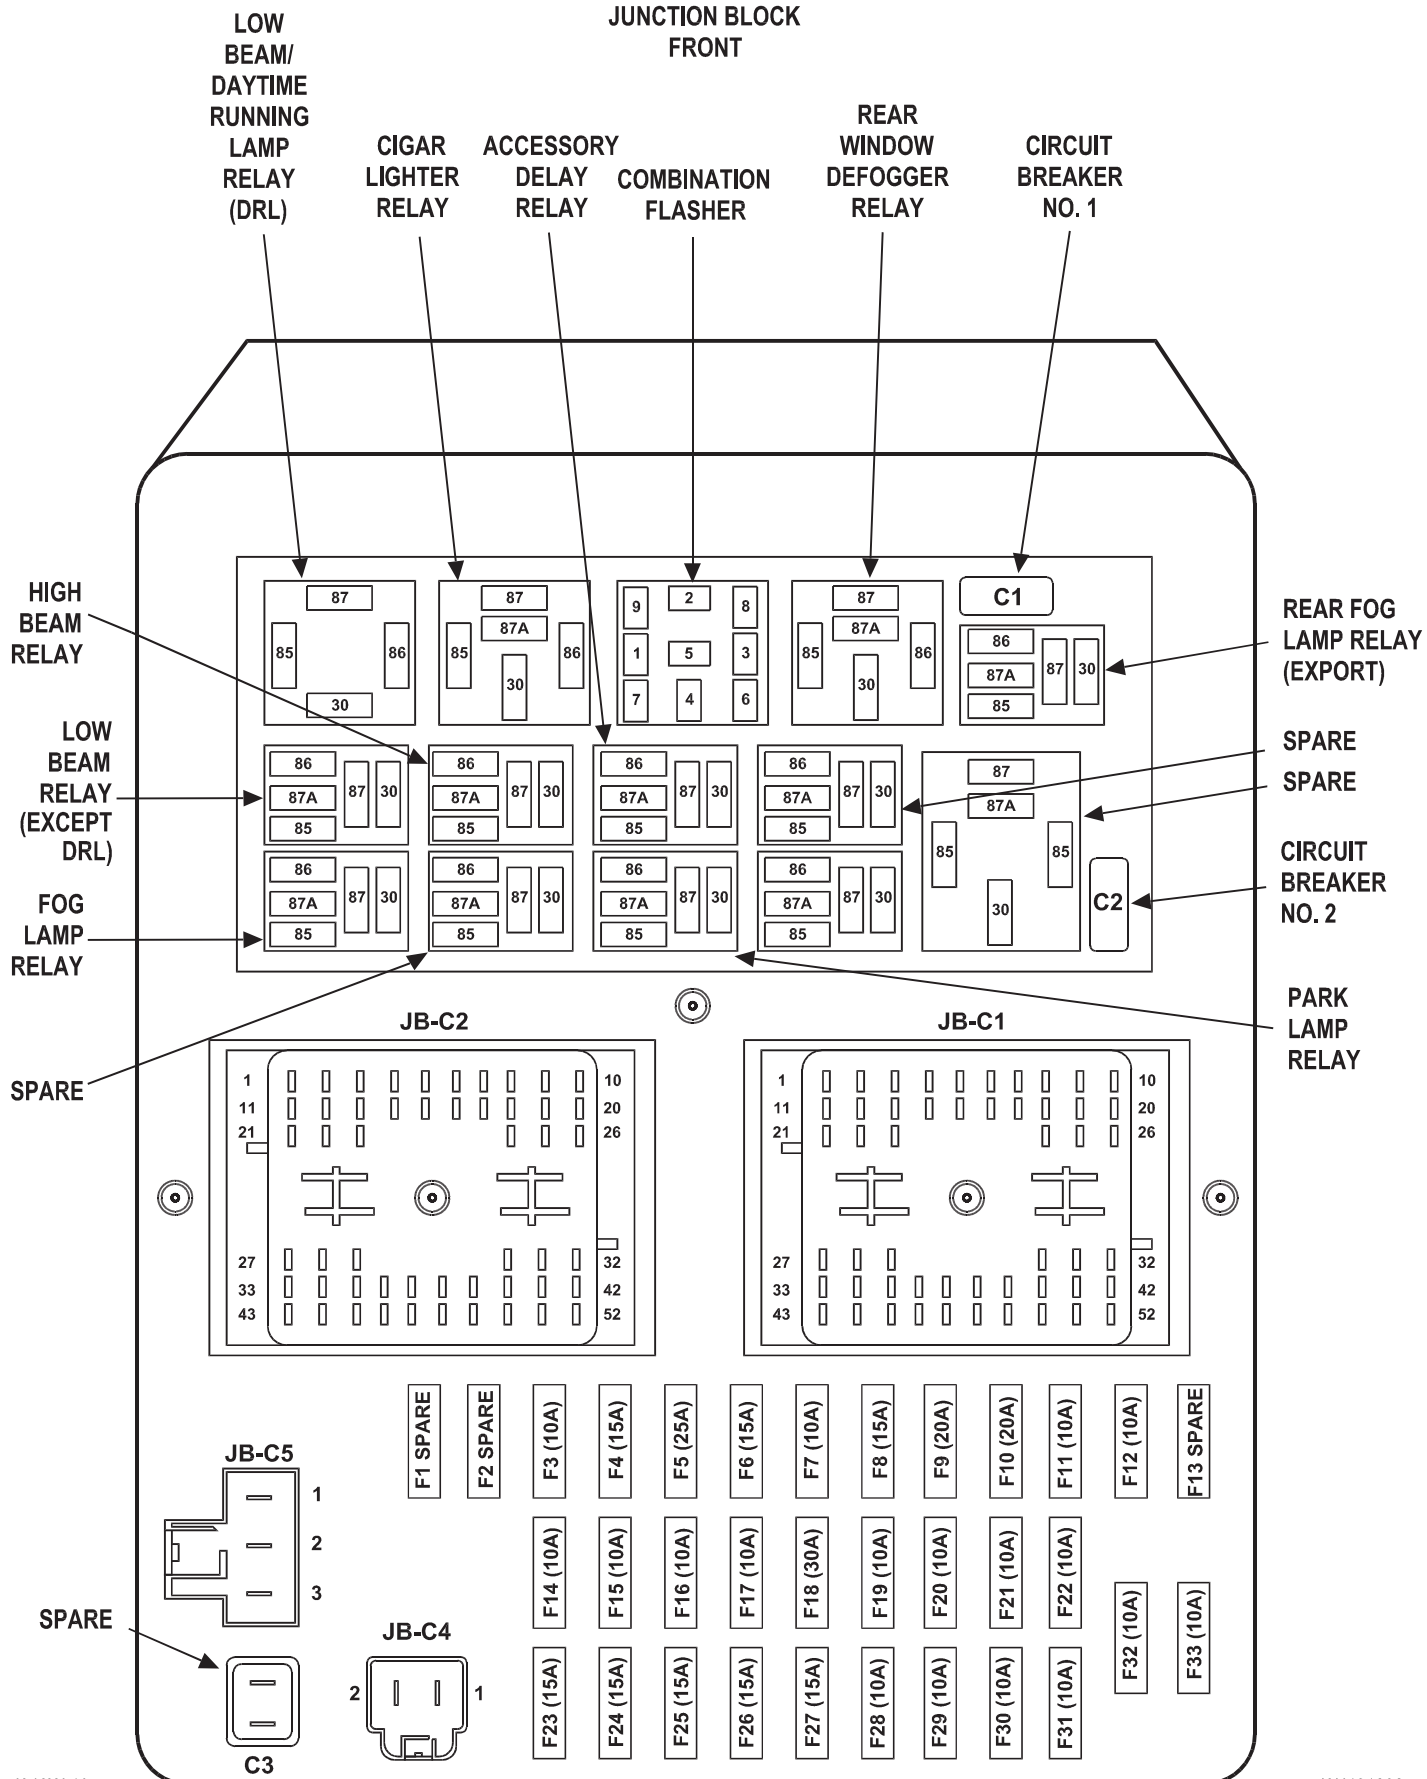 JUNCTION BLOCK
FRONT
LOW
BEAM/
DAYTIME
RUNNING
LAMP
RELAY
(DRL)
CIGAR
LIGHTER
RELAY
ACCESSORY
DELAY
RELAY
COMBINATION
FLASHER
REAR
WINDOW
DEFOGGER
RELAY
CIRCUIT
BREAKER
NO. 1
HIGH
BEAM
RELAY
LOW
BEAM
RELAY
(EXCEPT
DRL)
FOG
LAMP
RELAY
SPARE
REAR FOG
LAMP RELAY
(EXPORT)
SPARE
SPARE
CIRCUIT
BREAKER
NO. 2
PARK
LAMP
RELAY
87
85
86
30
87
87A
85
86
30
9
2
8
1
5
3
7
4
6
87
87A
85
86
30
C1
86
87A
85
87
30
86
87A
85
87
30
86
87A
85
87
30
86
87A
85
87
30
86
87A
85
87
30
87
87A
85
85
30
C2
86
87A
85
87
30
86
87A
85
87
30
86
87A
85
87
30
86
87A
85
87
30
JB-C2
1
10
11
20
21
26
27
32
33
42
43
52
JB-C1
1
10
11
20
21
26
27
32
33
42
43
52
F1 SPARE
F2 SPARE
F3 (10A)
F4 (15A)
F5 (25A)
F6 (15A)
F7 (10A)
F8 (15A)
F9 (20A)
F10 (20A)
F11 (10A)
F12 (10A)
F13 SPARE
F14 (10A)
F15 (10A)
F16 (10A)
F17 (10A)
F18 (30A)
F19 (10A)
F20 (10A)
F21 (10A)
F22 (10A)
F32 (10A)
F33 (10A)
F23 (15A)
F24 (15A)
F25 (15A)
F26 (15A)
F27 (15A)
F28 (10A)
F29 (10A)
F30 (10A)
F31 (10A)
JB-C5
1
2
3
SPARE
C3
JB-C4
2
1